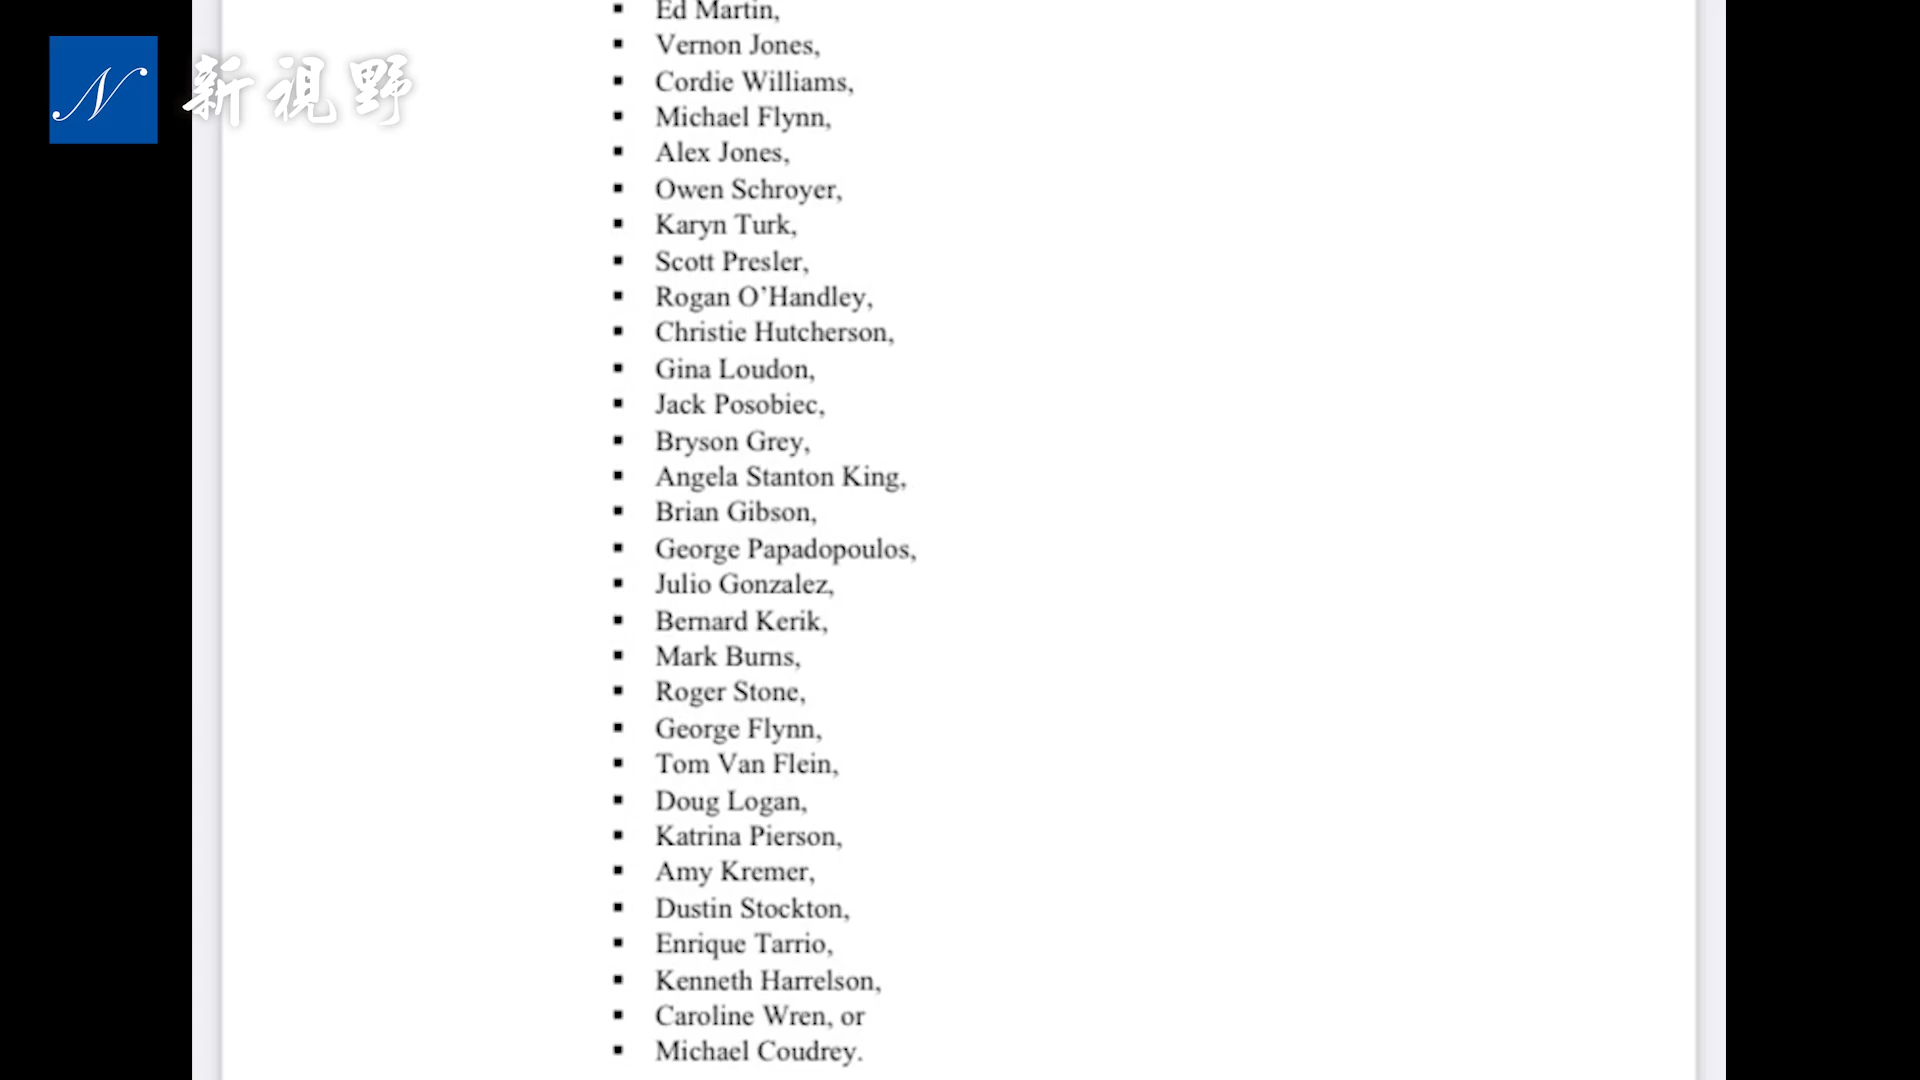 N 新視野
▪ Ed Martin,
▪ Vernon Jones,
▪ Cordie Williams,
▪ Michael Flynn,
▪ Alex Jones,
▪ Owen Schroyer,
▪ Karyn Turk,
▪ Scott Presler,
▪ Rogan O’Handley,
▪ Christie Hutcherson,
▪ Gina Loudon,
▪ Jack Posobiec,
▪ Bryson Grey,
▪ Angela Stanton King,
▪ Brian Gibson,
▪ George Papadopoulos,
▪ Julio Gonzalez,
▪ Bernard Kerik,
▪ Mark Burns,
▪ Roger Stone,
▪ George Flynn,
▪ Tom Van Flein,
▪ Doug Logan,
▪ Katrina Pierson,
▪ Amy Kremer,
▪ Dustin Stockton,
▪ Enrique Tarrio,
▪ Kenneth Harrelson,
▪ Caroline Wren, or
▪ Michael Coudrey.